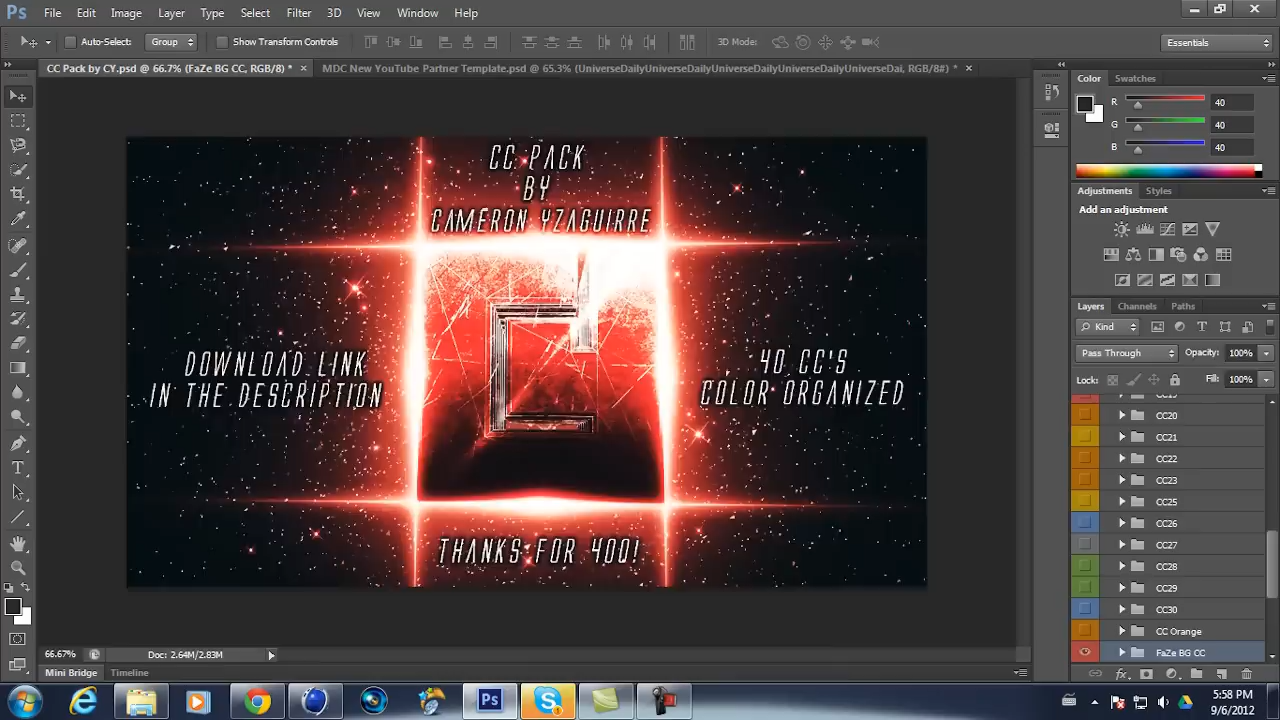 Ps File Edit Image Layer Type Select Filter 3D View Window Help
Auto-Select: Group Show Transform Controls 3D Mode: Essentials
CC Pack by CY.psd @ 66.7% (FaZe BG CC, RGB/8) * × MDC New YouTube Partner Template.psd @ 65.3% (UniverseDailyUniverseDailyUniverseDailyUniverseDailyUniverseDai, RGB/8#) * ×
Color Swatches
R 40
G 40
B 40
Adjustments Styles
Add an adjustment
Layers Channels Paths
Kind
Pass Through Opacity: 100%
Lock: Fill: 100%
CC19
CC20
CC21
CC22
CC23
CC25
CC26
CC27
CC28
CC29
CC30
CC Orange
FaZe BG CC
CC PACK
BY
CAMERON YZAGUIRRE
DOWNLOAD LINK
IN THE DESCRIPTION
40 CC'S
COLOR ORGANIZED
THANKS FOR 400!
66.67% Doc: 2.64M/2.83M
Mini Bridge Timeline
Ps
5:58 PM
9/6/2012